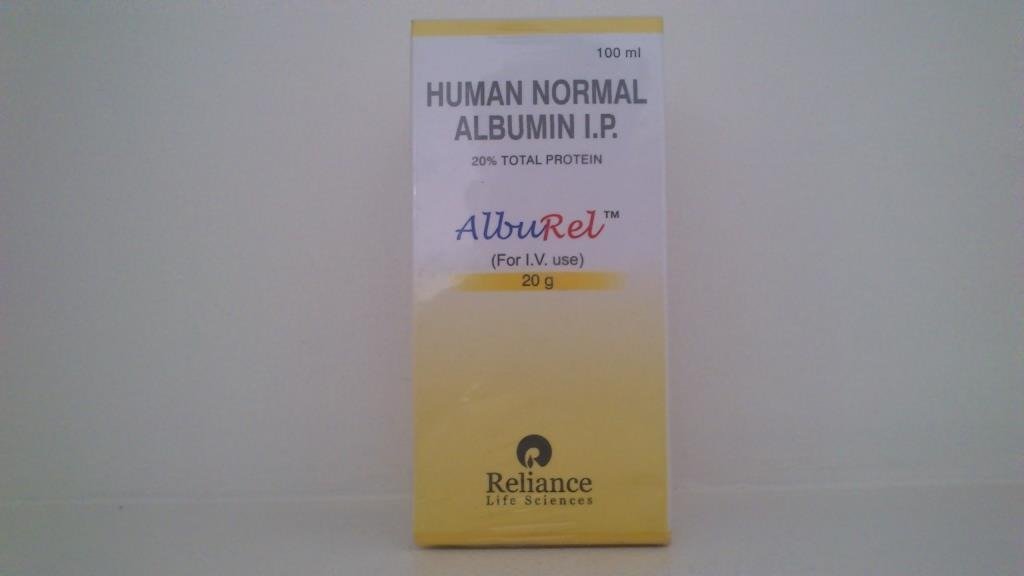 100 ml
HUMAN NORMAL
ALBUMIN I.P.
20% TOTAL PROTEIN
AlbuRel™
(For I.V. use)
20 g
Reliance
Life Sciences